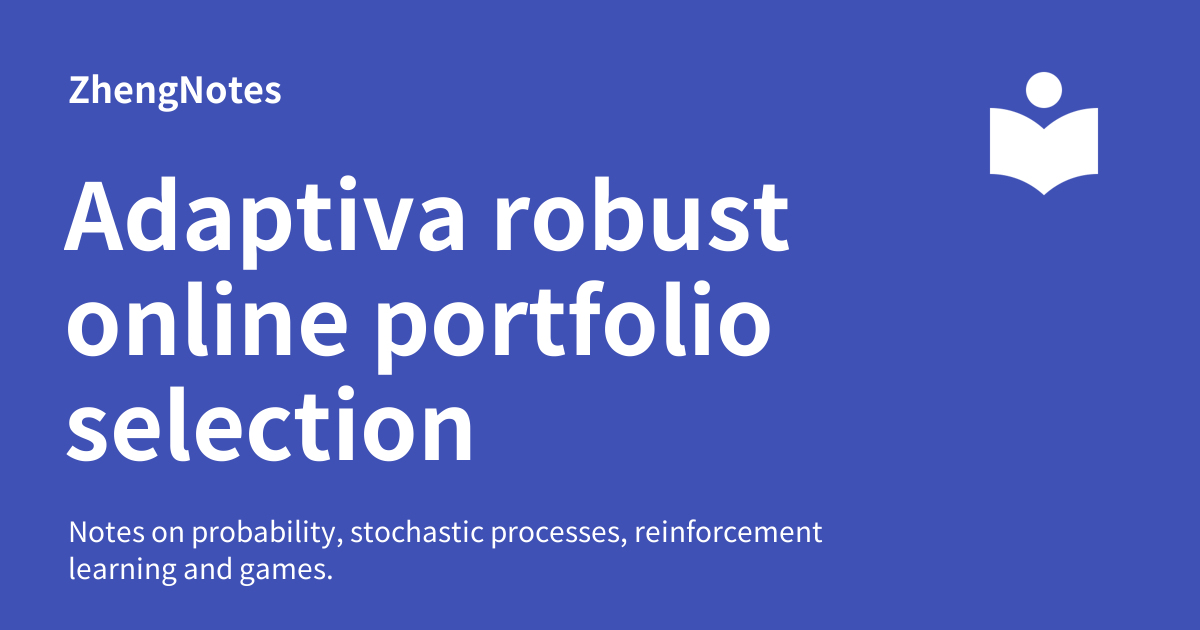 ZhengNotes
Adaptiva robust
online portfolio
selection
Notes on probability, stochastic processes, reinforcement
learning and games.